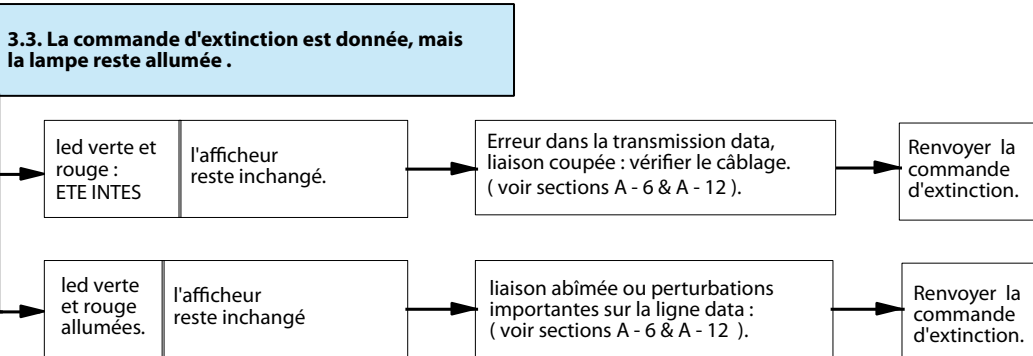 3.3. La commande d'extinction est donnée, mais
la lampe reste allumée .
led verte et
rouge :
ETE INTES
l'afficheur
reste inchangé.
Erreur dans la transmission data,
liaison coupée : vérifier le câblage.
( voir sections A - 6 & A - 12 ).
Renvoyer la
commande
d'extinction.
led verte
et rouge
allumées.
l'afficheur
reste inchangé
liaison abîmée ou perturbations
importantes sur la ligne data :
( voir sections A - 6 & A - 12 ).
Renvoyer la
commande
d'extinction.